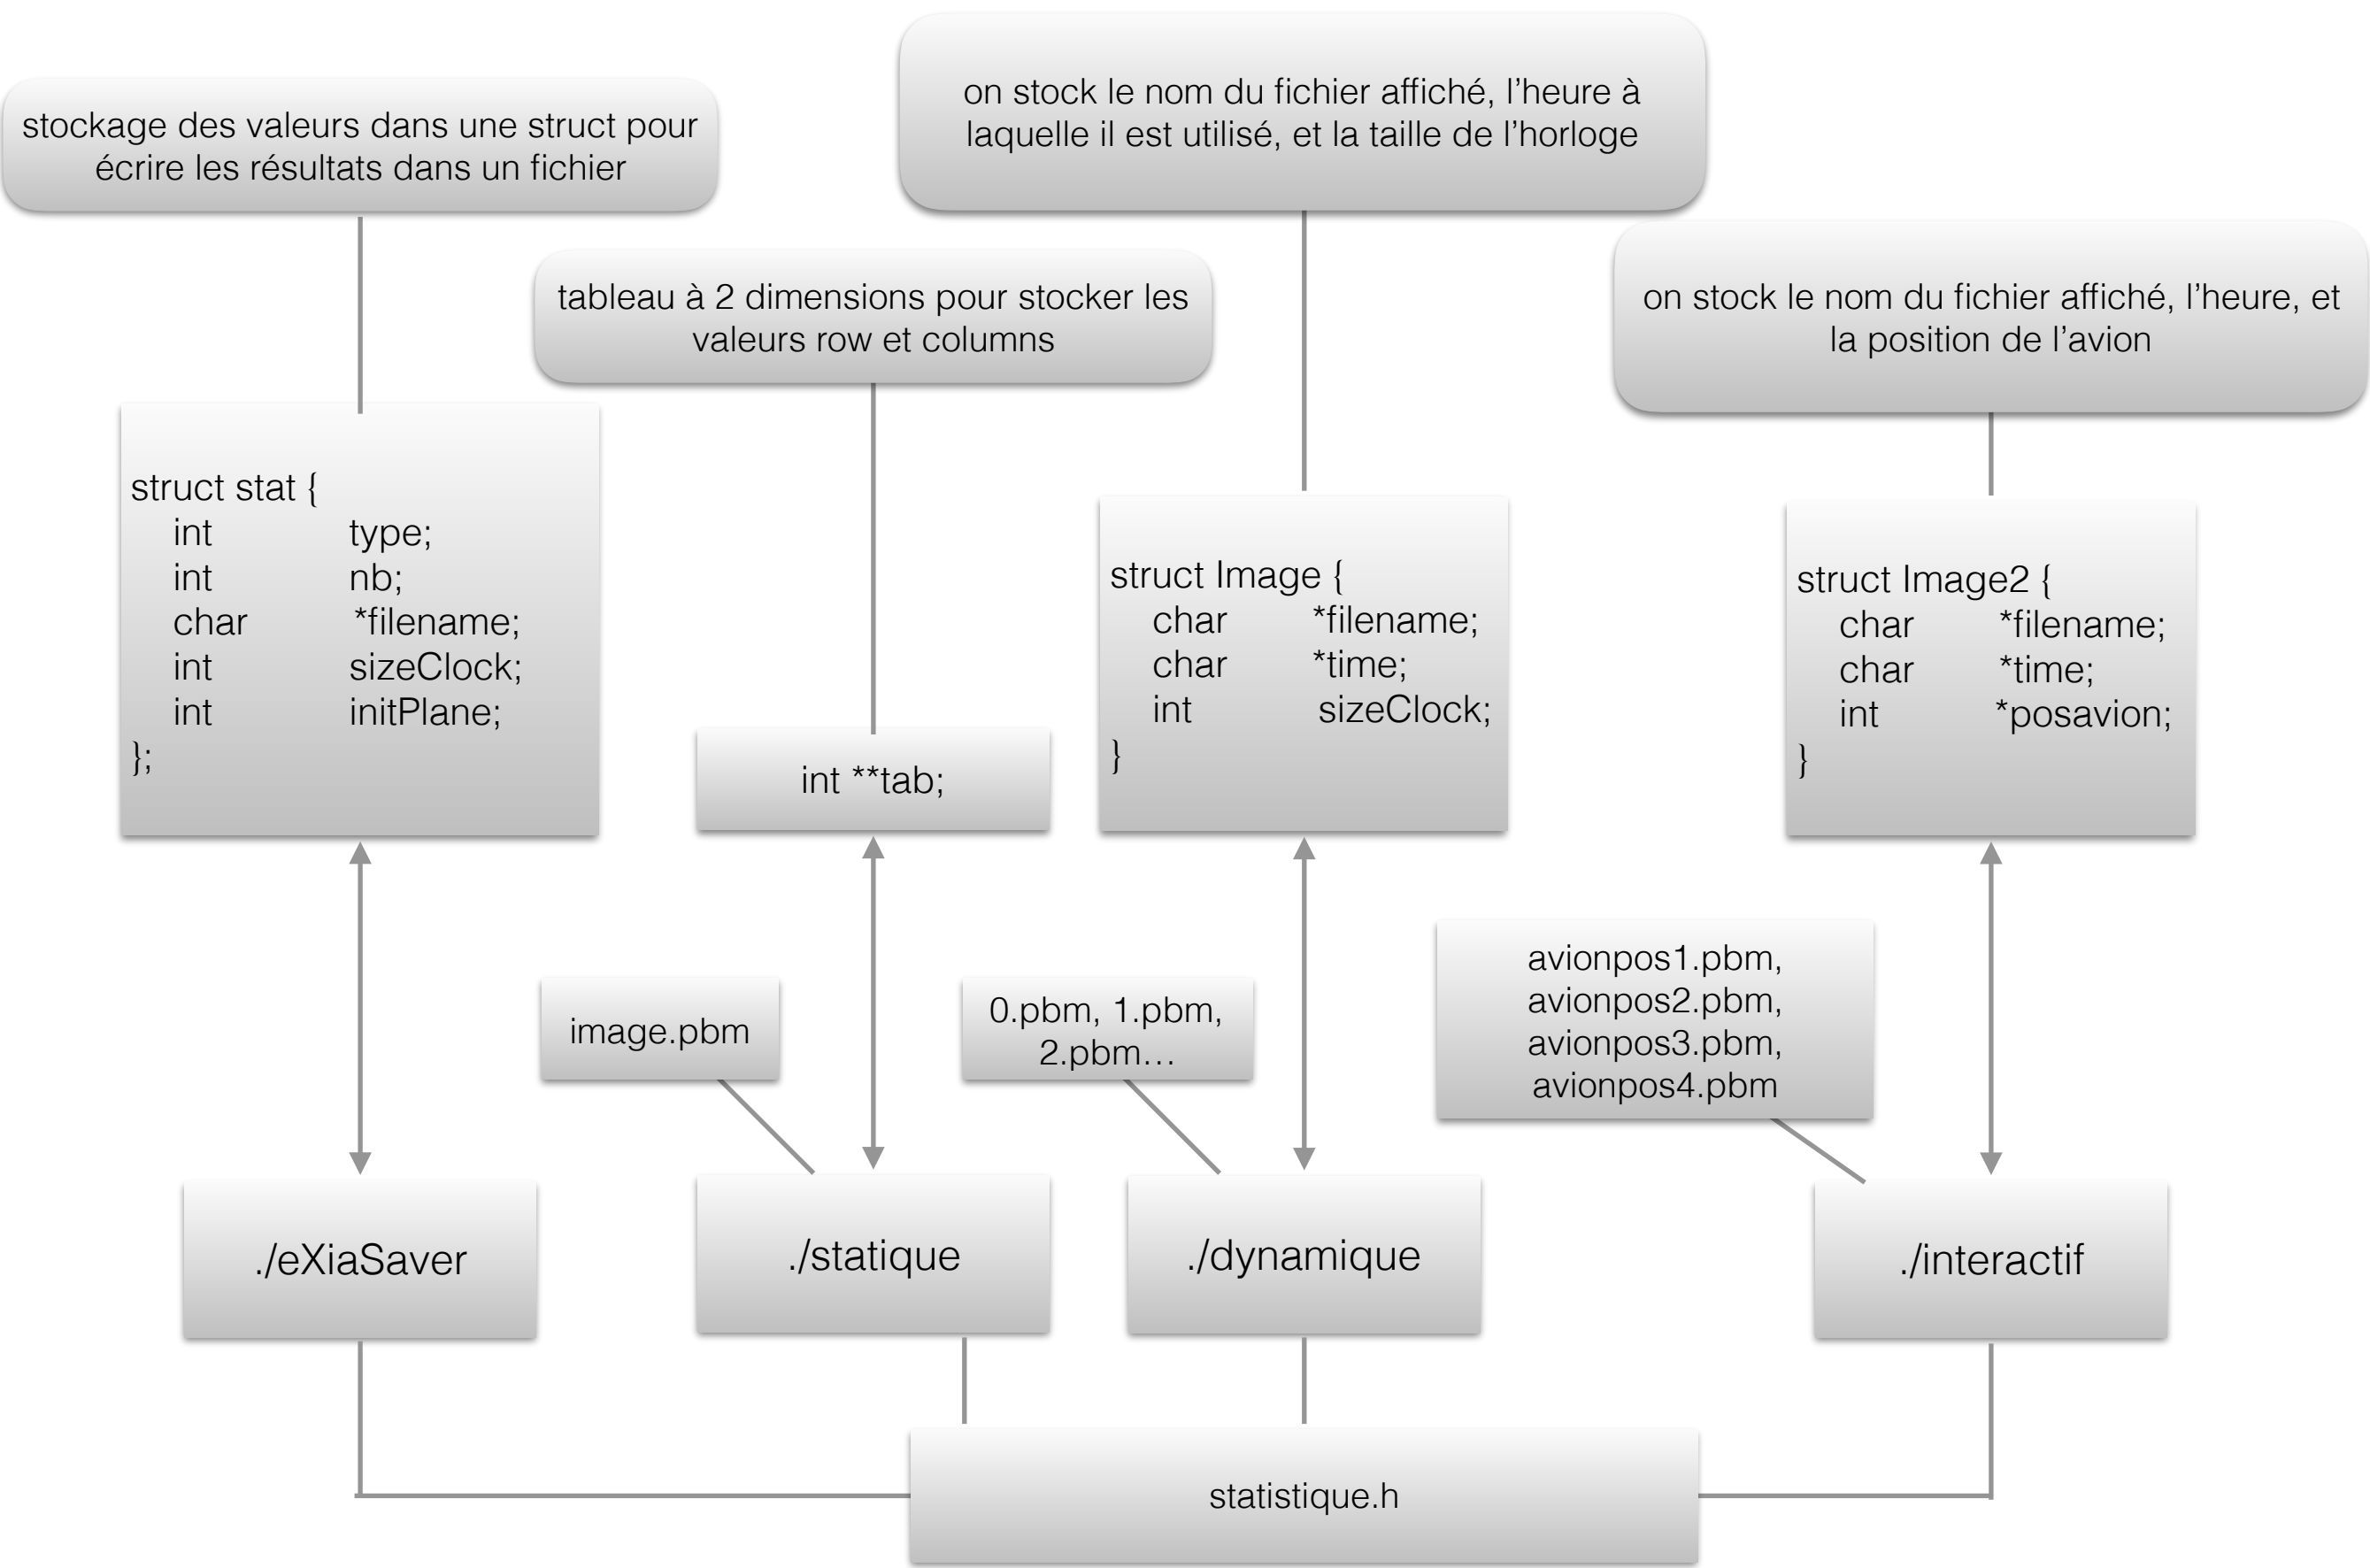 on stock le nom du fichier affiché, l'heure à
laquelle il est utilisé, et la taille de l'horloge
stockage des valeurs dans une struct pour
écrire les résultats dans un fichier
tableau à 2 dimensions pour stocker les
valeurs row et columns
on stock le nom du fichier affiché, l'heure, et
la position de l'avion
struct stat {
int type;
int nb;
char *filename;
int sizeClock;
int initPlane;
};
int **tab;
struct Image {
char *filename;
char *time;
int sizeClock;
}
struct Image2 {
char *filename;
char *time;
int *posavion;
}
image.pbm
0.pbm, 1.pbm,
2.pbm…
avionpos1.pbm,
avionpos2.pbm,
avionpos3.pbm,
avionpos4.pbm
./eXiaSaver
./statique
./dynamique
./interactif
statistique.h